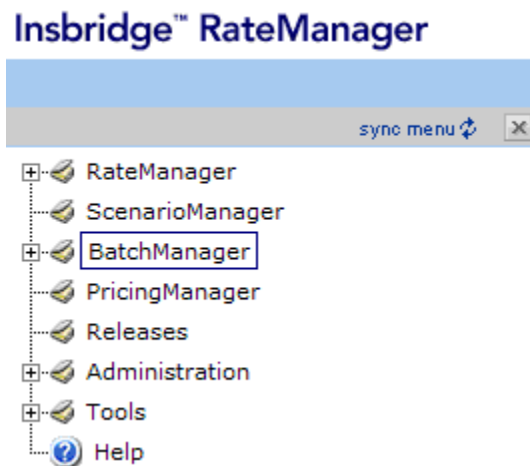 Insbridge™ RateManager
sync menu
RateManager
ScenarioManager
BatchManager
PricingManager
Releases
Administration
Tools
Help